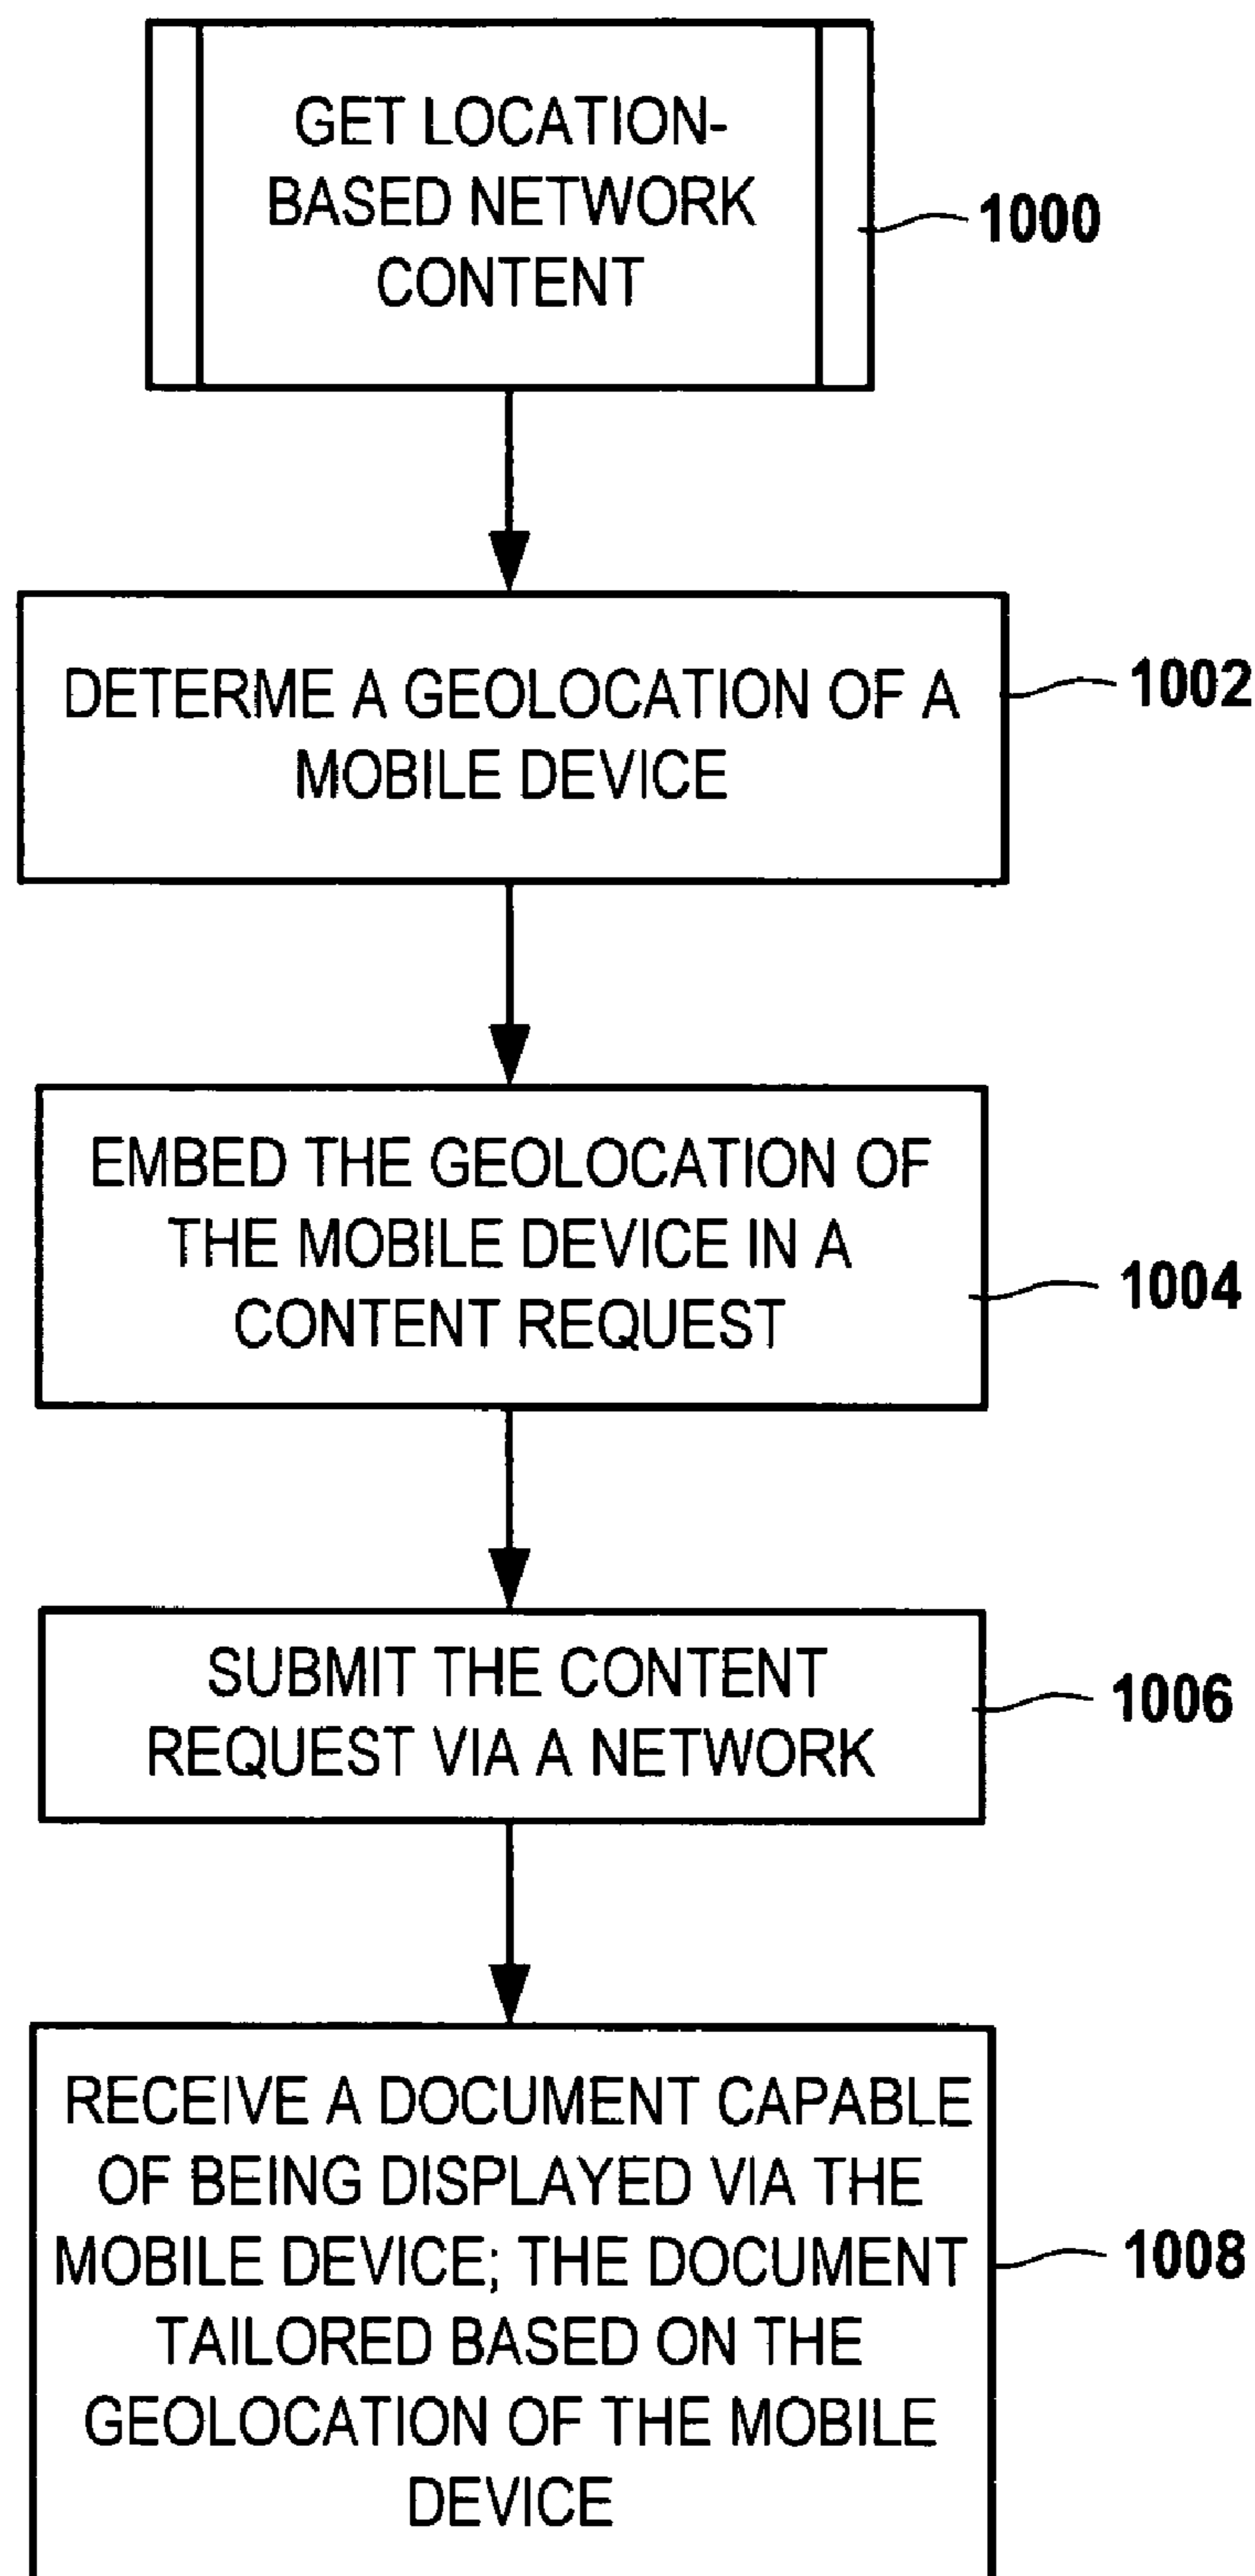 GET LOCATION-
BASED NETWORK
CONTENT
1000
DETERME A GEOLOCATION OF A
MOBILE DEVICE
1002
EMBED THE GEOLOCATION OF
THE MOBILE DEVICE IN A
CONTENT REQUEST
1004
SUBMIT THE CONTENT
REQUEST VIA A NETWORK
1006
RECEIVE A DOCUMENT CAPABLE
OF BEING DISPLAYED VIA THE
MOBILE DEVICE; THE DOCUMENT
TAILORED BASED ON THE
GEOLOCATION OF THE MOBILE
DEVICE
1008